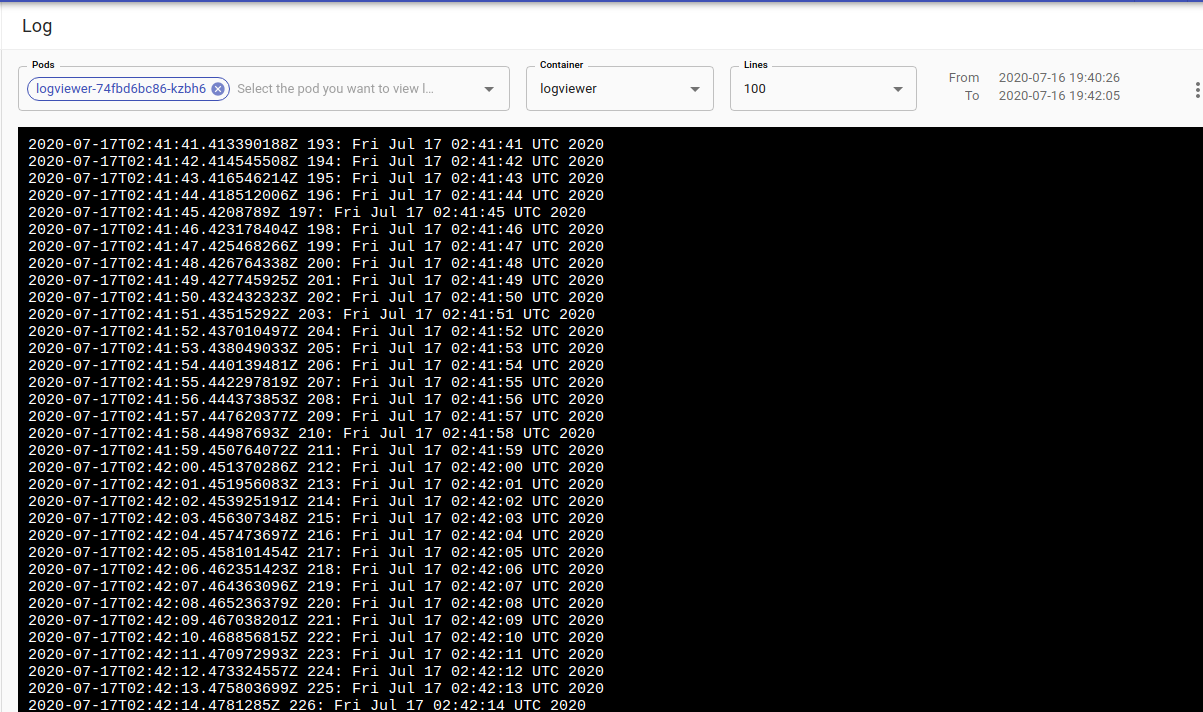 Log
Pods
logviewer-74fbd6bc86-kzbh6 Select the pod you want to view l...
Container
logviewer
Lines
100
From 2020-07-16 19:40:26
To 2020-07-16 19:42:05
2020-07-17T02:41:41.413390188Z 193: Fri Jul 17 02:41:41 UTC 2020
2020-07-17T02:41:42.414545508Z 194: Fri Jul 17 02:41:42 UTC 2020
2020-07-17T02:41:43.416546214Z 195: Fri Jul 17 02:41:43 UTC 2020
2020-07-17T02:41:44.418512006Z 196: Fri Jul 17 02:41:44 UTC 2020
2020-07-17T02:41:45.4208789Z 197: Fri Jul 17 02:41:45 UTC 2020
2020-07-17T02:41:46.423178404Z 198: Fri Jul 17 02:41:46 UTC 2020
2020-07-17T02:41:47.425468266Z 199: Fri Jul 17 02:41:47 UTC 2020
2020-07-17T02:41:48.426764338Z 200: Fri Jul 17 02:41:48 UTC 2020
2020-07-17T02:41:49.427745925Z 201: Fri Jul 17 02:41:49 UTC 2020
2020-07-17T02:41:50.432432323Z 202: Fri Jul 17 02:41:50 UTC 2020
2020-07-17T02:41:51.43515292Z 203: Fri Jul 17 02:41:51 UTC 2020
2020-07-17T02:41:52.437010497Z 204: Fri Jul 17 02:41:52 UTC 2020
2020-07-17T02:41:53.438049033Z 205: Fri Jul 17 02:41:53 UTC 2020
2020-07-17T02:41:54.440139481Z 206: Fri Jul 17 02:41:54 UTC 2020
2020-07-17T02:41:55.442297819Z 207: Fri Jul 17 02:41:55 UTC 2020
2020-07-17T02:41:56.444373853Z 208: Fri Jul 17 02:41:56 UTC 2020
2020-07-17T02:41:57.447620377Z 209: Fri Jul 17 02:41:57 UTC 2020
2020-07-17T02:41:58.44987693Z 210: Fri Jul 17 02:41:58 UTC 2020
2020-07-17T02:41:59.450764072Z 211: Fri Jul 17 02:41:59 UTC 2020
2020-07-17T02:42:00.451370286Z 212: Fri Jul 17 02:42:00 UTC 2020
2020-07-17T02:42:01.451956083Z 213: Fri Jul 17 02:42:01 UTC 2020
2020-07-17T02:42:02.453925191Z 214: Fri Jul 17 02:42:02 UTC 2020
2020-07-17T02:42:03.456307348Z 215: Fri Jul 17 02:42:03 UTC 2020
2020-07-17T02:42:04.457473697Z 216: Fri Jul 17 02:42:04 UTC 2020
2020-07-17T02:42:05.458101454Z 217: Fri Jul 17 02:42:05 UTC 2020
2020-07-17T02:42:06.462351423Z 218: Fri Jul 17 02:42:06 UTC 2020
2020-07-17T02:42:07.464363096Z 219: Fri Jul 17 02:42:07 UTC 2020
2020-07-17T02:42:08.465236379Z 220: Fri Jul 17 02:42:08 UTC 2020
2020-07-17T02:42:09.467038201Z 221: Fri Jul 17 02:42:09 UTC 2020
2020-07-17T02:42:10.468856815Z 222: Fri Jul 17 02:42:10 UTC 2020
2020-07-17T02:42:11.470972993Z 223: Fri Jul 17 02:42:11 UTC 2020
2020-07-17T02:42:12.473324557Z 224: Fri Jul 17 02:42:12 UTC 2020
2020-07-17T02:42:13.475803699Z 225: Fri Jul 17 02:42:13 UTC 2020
2020-07-17T02:42:14.4781285Z 226: Fri Jul 17 02:42:14 UTC 2020